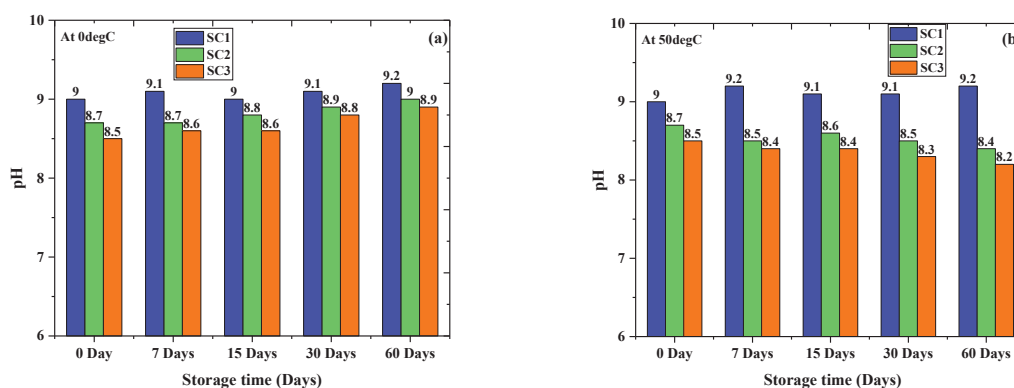 10
At 0degC
SC1
SC2
SC3
(a)
9
8
7
6
pH
9 8.7 8.5
9.1 8.7 8.6
9 8.8 8.6
9.1 8.9 8.8
9.2 9 8.9
0 Day 7 Days 15 Days 30 Days 60 Days
Storage time (Days)
10
At 50degC
SC1
SC2
SC3
(b
9
8
7
6
pH
9 8.7 8.5
9.2 8.5 8.4
9.1 8.6 8.4
9.1 8.5 8.3
9.2 8.4 8.2
0 Day 7 Days 15 Days 30 Days 60 Days
Storage time (Days)